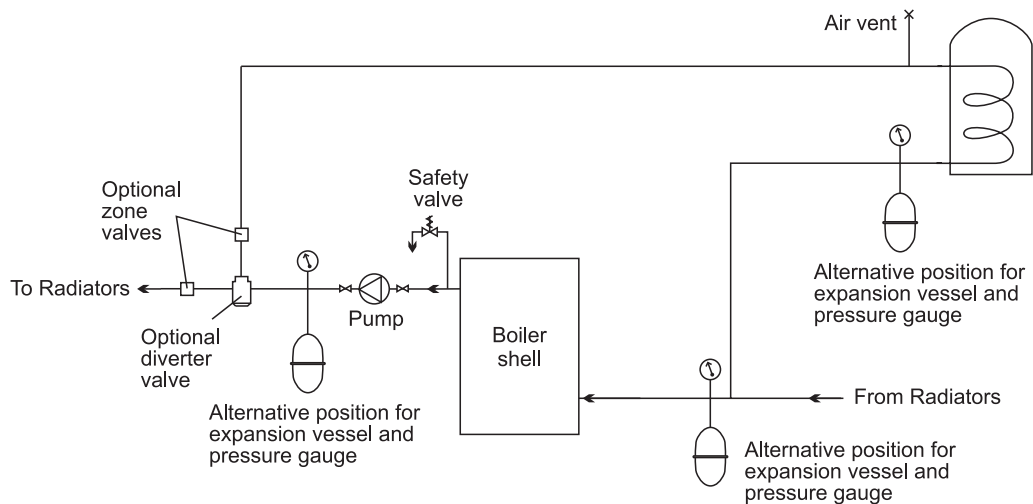 Air vent
Optional
zone
valves
Safety
valve
To Radiators
Optional
diverter
valve
Pump
Boiler
shell
Alternative position for
expansion vessel and
pressure gauge
From Radiators
Alternative position for
expansion vessel and
pressure gauge
Alternative position for
expansion vessel and
pressure gauge